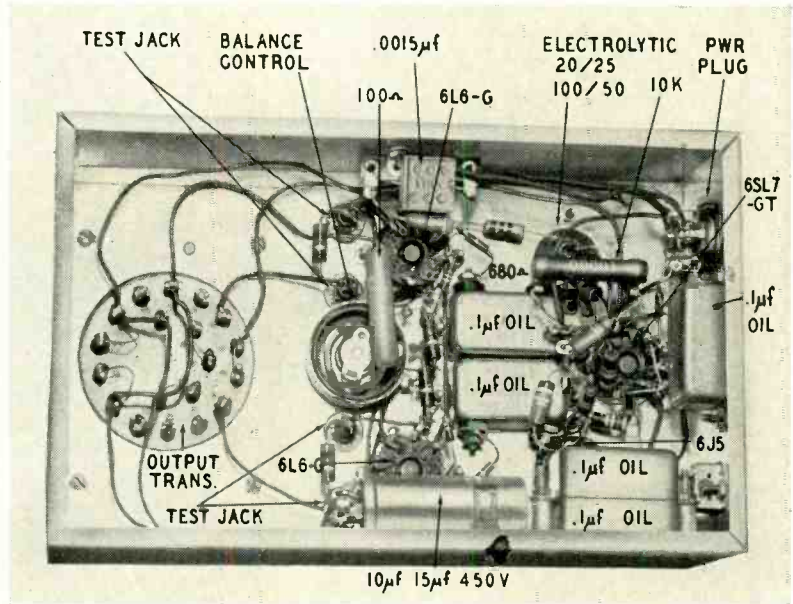 TEST JACK
BALANCE
CONTROL
.0015µf
ELECTROLYTIC
20/25
100/50
PWR
PLUG
100Ω
6L6-G
10K
6SL7
-GT
680Ω
.1µf OIL
.1µf
OIL
.1µf OIL
6J5
OUTPUT
TRANS.
6L6-G
.1µf OIL
TEST JACK
.1µf OIL
10µf 15µf 450V